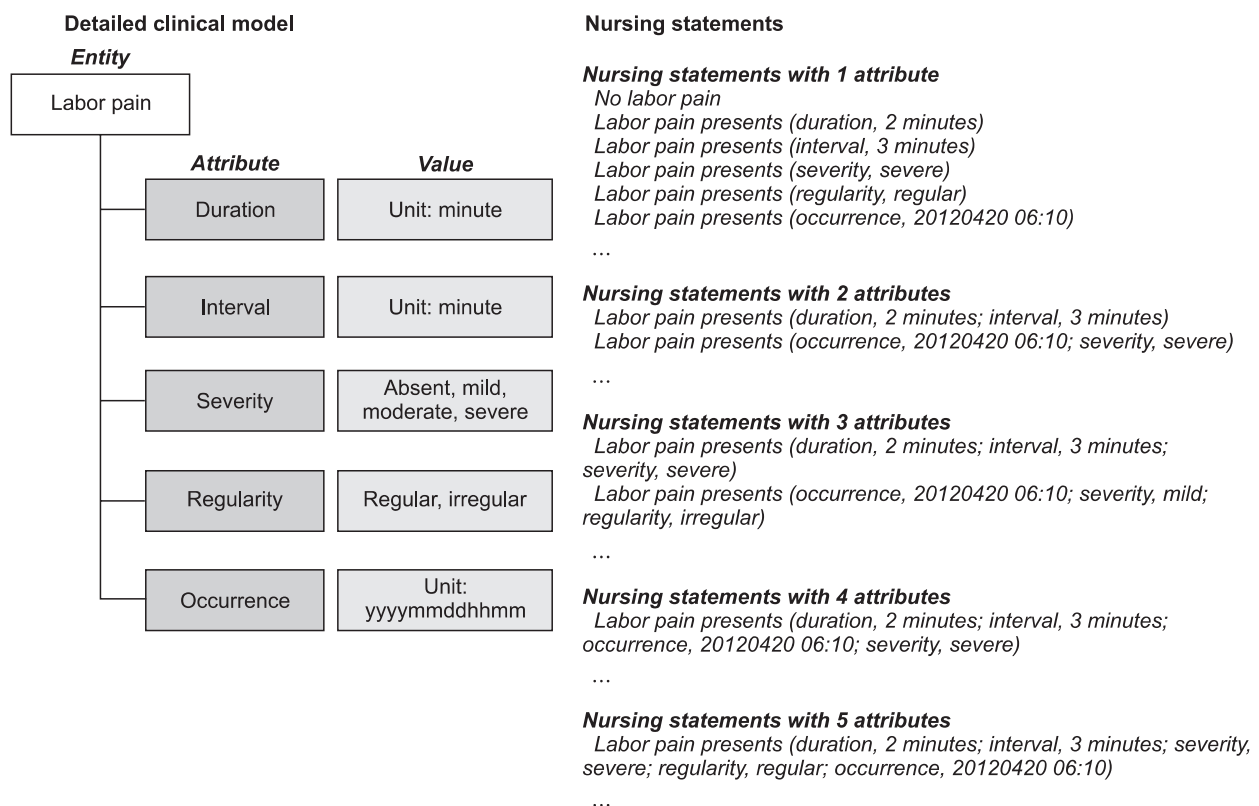 Detailed clinical model
Entity
Labor pain
Attribute
Value
Duration
Unit: minute
Interval
Unit: minute
Severity
Absent, mild,
moderate, severe
Regularity
Regular, irregular
Occurrence
Unit:
yyyymmddhhmm
Nursing statements
Nursing statements with 1 attribute
No labor pain
Labor pain presents (duration, 2 minutes)
Labor pain presents (interval, 3 minutes)
Labor pain presents (severity, severe)
Labor pain presents (regularity, regular)
Labor pain presents (occurrence, 20120420 06:10)
...
Nursing statements with 2 attributes
Labor pain presents (duration, 2 minutes; interval, 3 minutes)
Labor pain presents (occurrence, 20120420 06:10; severity, severe)
...
Nursing statements with 3 attributes
Labor pain presents (duration, 2 minutes; interval, 3 minutes;
severity, severe)
Labor pain presents (occurrence, 20120420 06:10; severity, mild;
regularity, irregular)
...
Nursing statements with 4 attributes
Labor pain presents (duration, 2 minutes; interval, 3 minutes;
occurrence, 20120420 06:10; severity, severe)
...
Nursing statements with 5 attributes
Labor pain presents (duration, 2 minutes; interval, 3 minutes; severity,
severe; regularity, regular; occurrence, 20120420 06:10)
...